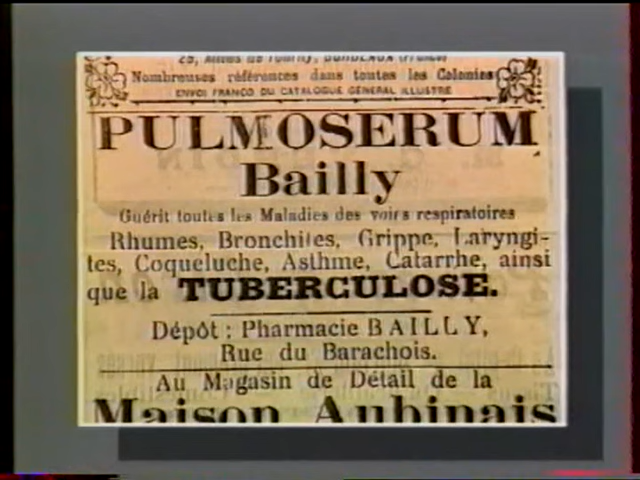 Nombreuses références dans toutes les Colonies
ENVOI FRANCO DU CATALOGUE GÉNÉRAL ILLUSTRÉ
PULMOSERUM
Bailly
Guérit toutes les Maladies des voies respiratoires
Rhumes, Bronchites, Grippe, Laryngi-
tes, Coqueluche, Asthme, Catarrhe, ainsi
que la TUBERCULOSE.
Dépôt : Pharmacie BAILLY,
Rue du Barachois.
Au Magasin de Détail de la
Maison Aubinais